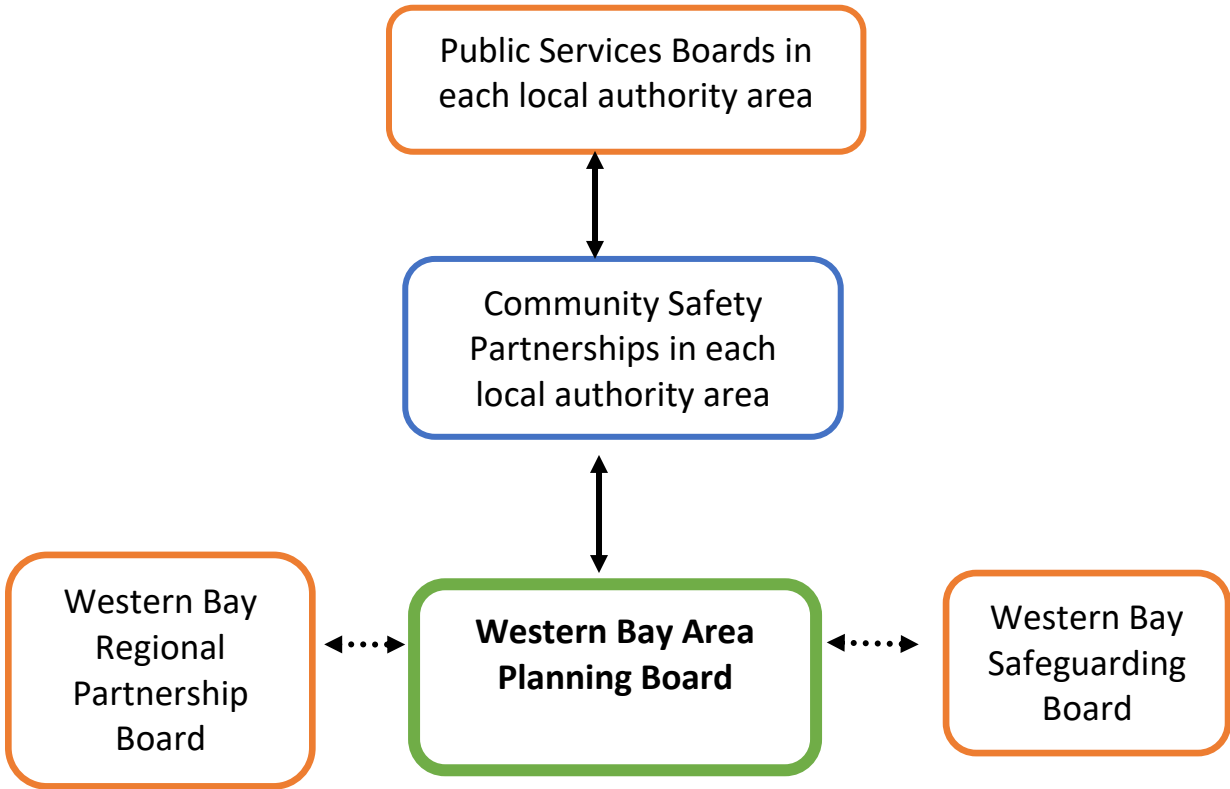 Public Services Boards in
each local authority area
Community Safety
Partnerships in each
local authority area
Western Bay
Regional
Partnership
Board
Western Bay Area
Planning Board
Western Bay
Safeguarding
Board